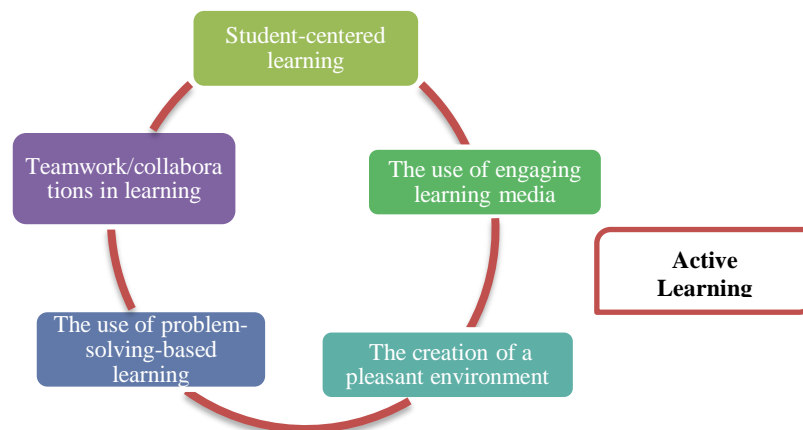 Student-centered
learning
Teamwork/collabora
tions in learning
The use of engaging
learning media
Active
Learning
The use of problem-
solving-based
learning
The creation of a
pleasant environment